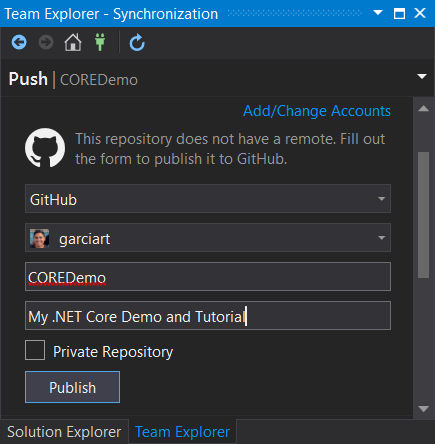 Team Explorer - Synchronization
Push | COREDemo
Add/Change Accounts
This repository does not have a remote. Fill out
the form to publish it to GitHub.
GitHub
garciart
COREDemo
My .NET Core Demo and Tutorial
Private Repository
Publish
Solution Explorer Team Explorer